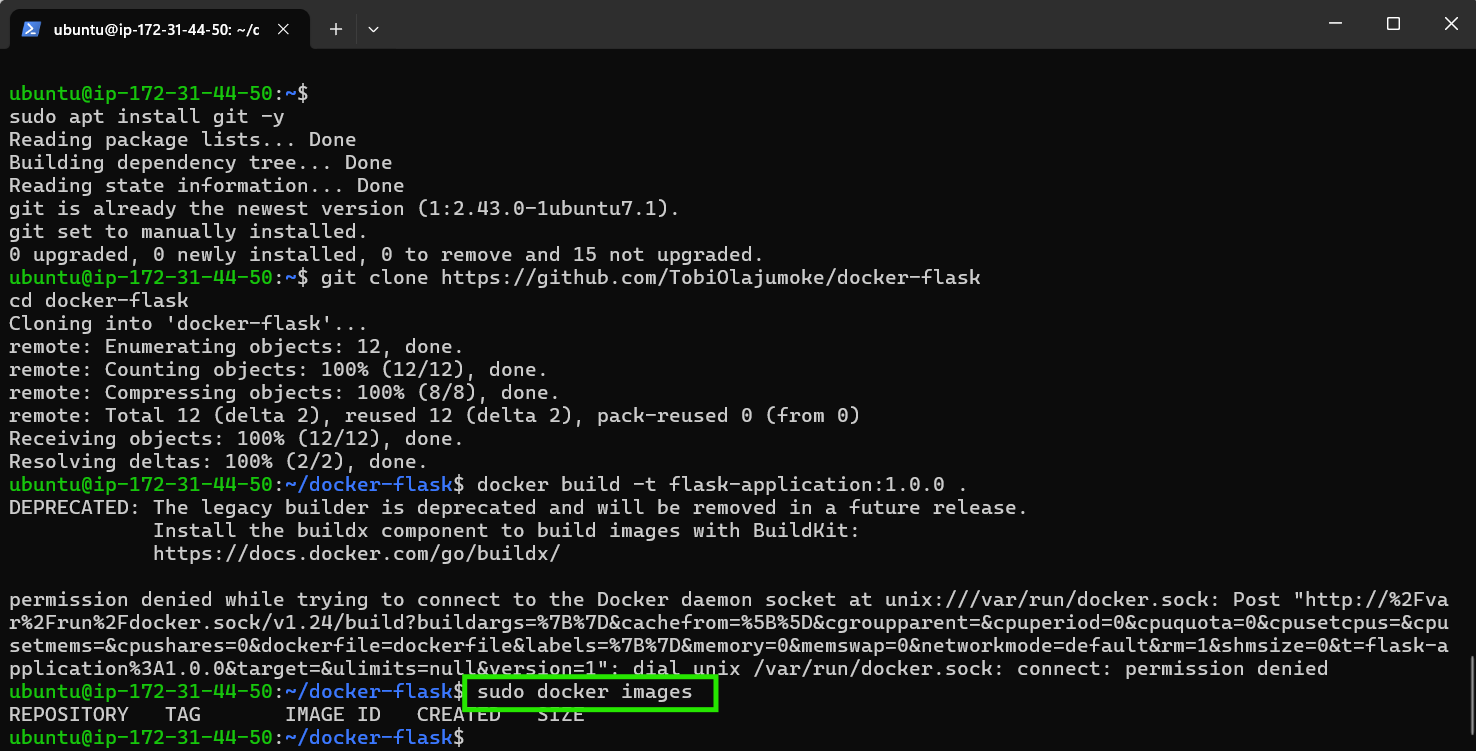 ubuntu@ip-172-31-44-50: ~/c
ubuntu@ip-172-31-44-50:~$
sudo apt install git -y
Reading package lists... Done
Building dependency tree... Done
Reading state information... Done
git is already the newest version (1:2.43.0-1ubuntu7.1).
git set to manually installed.
0 upgraded, 0 newly installed, 0 to remove and 15 not upgraded.
ubuntu@ip-172-31-44-50:~$ git clone https://github.com/TobiOlajumoke/docker-flask
cd docker-flask
Cloning into 'docker-flask'...
remote: Enumerating objects: 12, done.
remote: Counting objects: 100% (12/12), done.
remote: Compressing objects: 100% (8/8), done.
remote: Total 12 (delta 2), reused 12 (delta 2), pack-reused 0 (from 0)
Receiving objects: 100% (12/12), done.
Resolving deltas: 100% (2/2), done.
ubuntu@ip-172-31-44-50:~/docker-flask$ docker build -t flask-application:1.0.0 .
DEPRECATED: The legacy builder is deprecated and will be removed in a future release.
Install the buildx component to build images with BuildKit:
https://docs.docker.com/go/buildx/
permission denied while trying to connect to the Docker daemon socket at unix:///var/run/docker.sock: Post "http://%2Fva
r%2Frun%2Fdocker.sock/v1.24/build?buildargs=%7B%7D&cachefrom=%5B%5D&cgroupparent=&cpuperiod=0&cpuquota=0&cpusetcpus=&cpu
setmems=&cpushares=0&dockerfile=dockerfile&labels=%7B%7D&memory=0&memswap=0&networkmode=default&rm=1&shmsize=0&t=flask-a
pplication%3A1.0.0&target=&ulimits=null&version=1": dial unix /var/run/docker.sock: connect: permission denied
ubuntu@ip-172-31-44-50:~/docker-flask$ sudo docker images
REPOSITORY   TAG       IMAGE ID   CREATED   SIZE
ubuntu@ip-172-31-44-50:~/docker-flask$